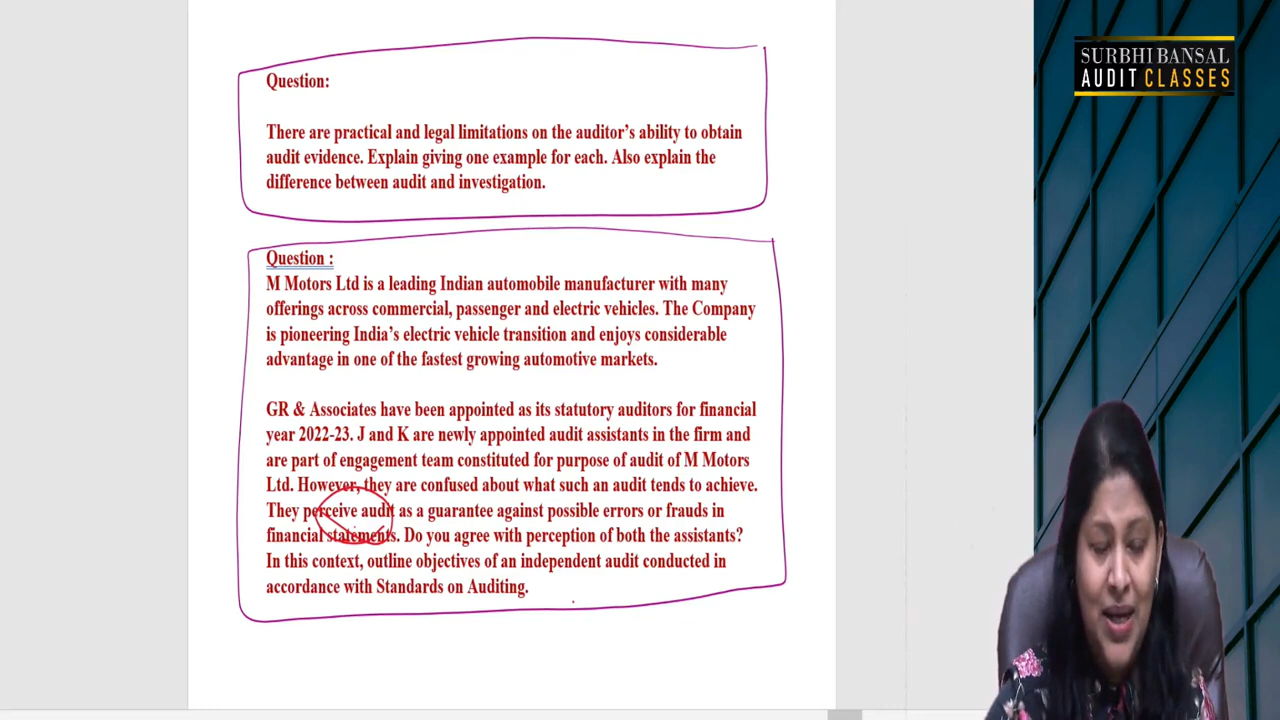 SURBHI BANSAL
AUDIT CLASSES
Question:
There are practical and legal limitations on the auditor’s ability to obtain
audit evidence. Explain giving one example for each. Also explain the
difference between audit and investigation.
Question :
M Motors Ltd is a leading Indian automobile manufacturer with many
offerings across commercial, passenger and electric vehicles. The Company
is pioneering India’s electric vehicle transition and enjoys considerable
advantage in one of the fastest growing automotive markets.
GR & Associates have been appointed as its statutory auditors for financial
year 2022-23. J and K are newly appointed audit assistants in the firm and
are part of engagement team constituted for purpose of audit of M Motors
Ltd. However, they are confused about what such an audit tends to achieve.
They perceive audit as a guarantee against possible errors or frauds in
financial statements. Do you agree with perception of both the assistants?
In this context, outline objectives of an independent audit conducted in
accordance with Standards on Auditing.